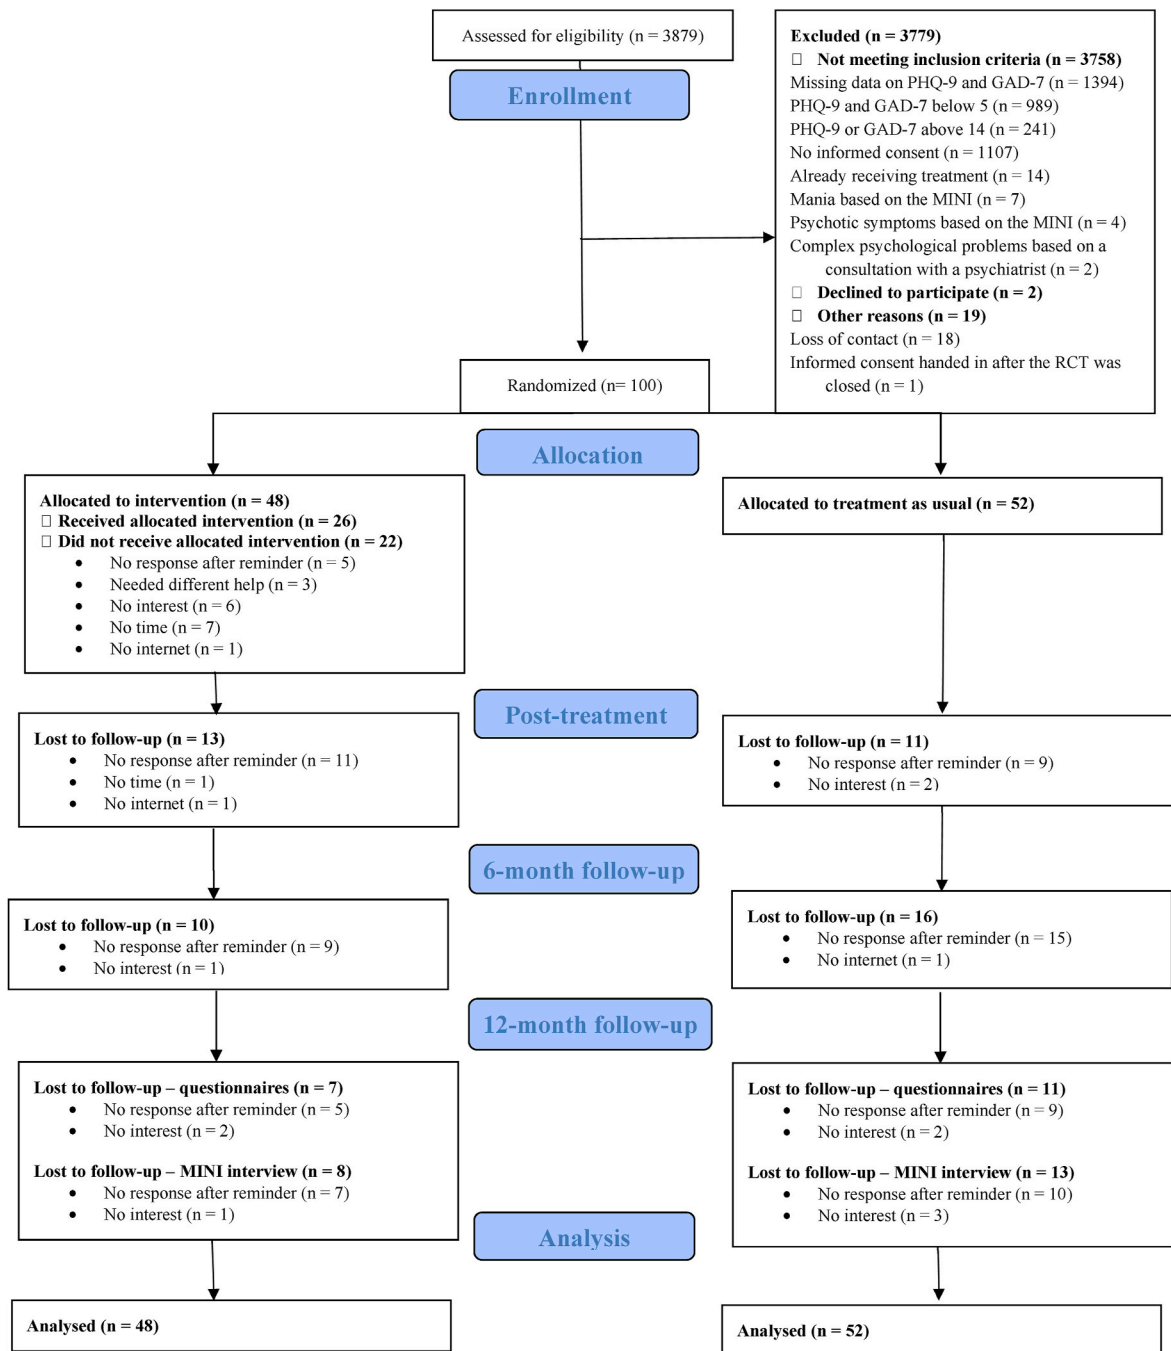 Assessed for eligibility (n = 3879)
Excluded (n = 3779)
□ Not meeting inclusion criteria (n = 3758)
Missing data on PHQ-9 and GAD-7 (n = 1394)
PHQ-9 and GAD-7 below 5 (n = 989)
PHQ-9 or GAD-7 above 14 (n = 241)
No informed consent (n = 1107)
Already receiving treatment (n = 14)
Mania based on the MINI (n = 7)
Psychotic symptoms based on the MINI (n = 4)
Complex psychological problems based on a
consultation with a psychiatrist (n = 2)
□ Declined to participate (n = 2)
□ Other reasons (n = 19)
Loss of contact (n = 18)
Informed consent handed in after the RCT was
closed (n = 1)
Enrollment
Randomized (n= 100)
Allocation
Allocated to intervention (n = 48)
□ Received allocated intervention (n = 26)
□ Did not receive allocated intervention (n = 22)
• No response after reminder (n = 5)
• Needed different help (n = 3)
• No interest (n = 6)
• No time (n = 7)
• No internet (n = 1)
Allocated to treatment as usual (n = 52)
Post-treatment
Lost to follow-up (n = 13)
• No response after reminder (n = 11)
• No time (n = 1)
• No internet (n = 1)
Lost to follow-up (n = 11)
• No response after reminder (n = 9)
• No interest (n = 2)
6-month follow-up
Lost to follow-up (n = 10)
• No response after reminder (n = 9)
• No interest (n = 1)
Lost to follow-up (n = 16)
• No response after reminder (n = 15)
• No internet (n = 1)
12-month follow-up
Lost to follow-up – questionnaires (n = 7)
• No response after reminder (n = 5)
• No interest (n = 2)
Lost to follow-up – MINI interview (n = 8)
• No response after reminder (n = 7)
• No interest (n = 1)
Lost to follow-up – questionnaires (n = 11)
• No response after reminder (n = 9)
• No interest (n = 2)
Lost to follow-up – MINI interview (n = 13)
• No response after reminder (n = 10)
• No interest (n = 3)
Analysis
Analysed (n = 48)
Analysed (n = 52)